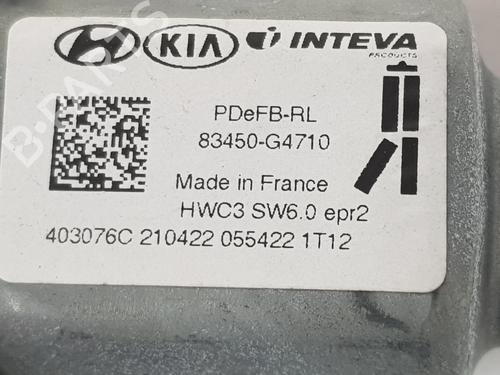 KIA INTEVA
PRODUCTS
PDeFB-RL
83450-G4710
Made in France
HWC3 SW6.0 epr2
403076C 210422 055422 1T12
B-PARTS